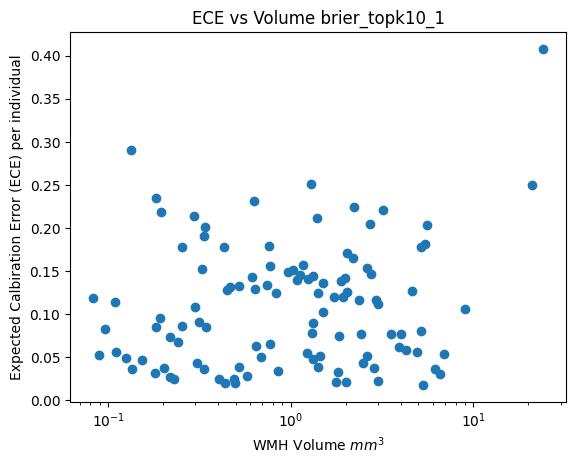 ECE vs Volume brier_topk10_1
Expected Calbiration Error (ECE) per individual
0.40
0.35
0.30
0.25
0.20
0.15
0.10
0.05
0.00
10⁻¹ 10⁰ 10¹
WMH Volume mm³